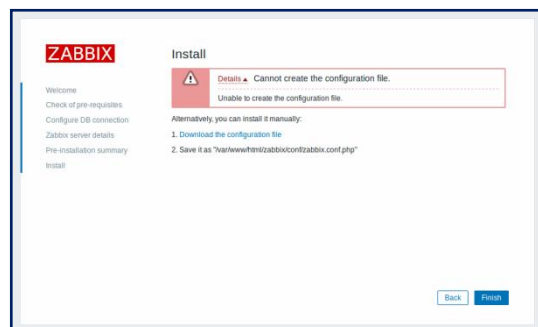 ZABBIX
Welcome
Check of pre-requisites
Configure DB connection
Zabbix server details
Pre-installation summary
Install
Install
Details Cannot create the configuration file.
Unable to create the configuration file.
Alternatively, you can install it manually:
1. Download the configuration file
2. Save it as "/var/www/html/zabbix/conf/zabbix.conf.php"
Back Finish